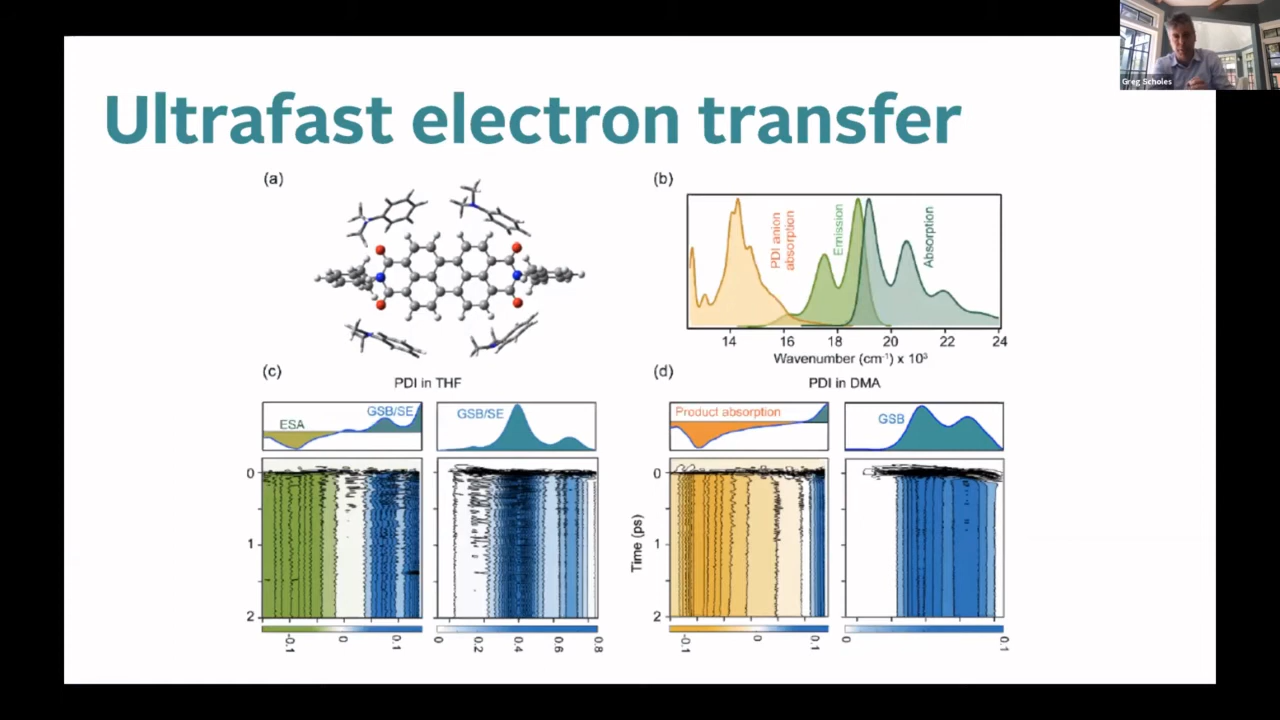 Greg Scholes
Ultrafast electron transfer
(a)
(b)
PDI anion
absorption
Emission
Absorption
14
16
18
20
22
24
Wavenumber (cm⁻¹) x 10³
(c)
PDI in THF
ESA
GSB/SE
GSB/SE
0
1
2
-0.1
0
0.1
0
0.2
0.4
0.6
0.8
(d)
PDI in DMA
Product absorption
GSB
Time (ps)
0
1
2
-0.1
0
0.1
0
0.1